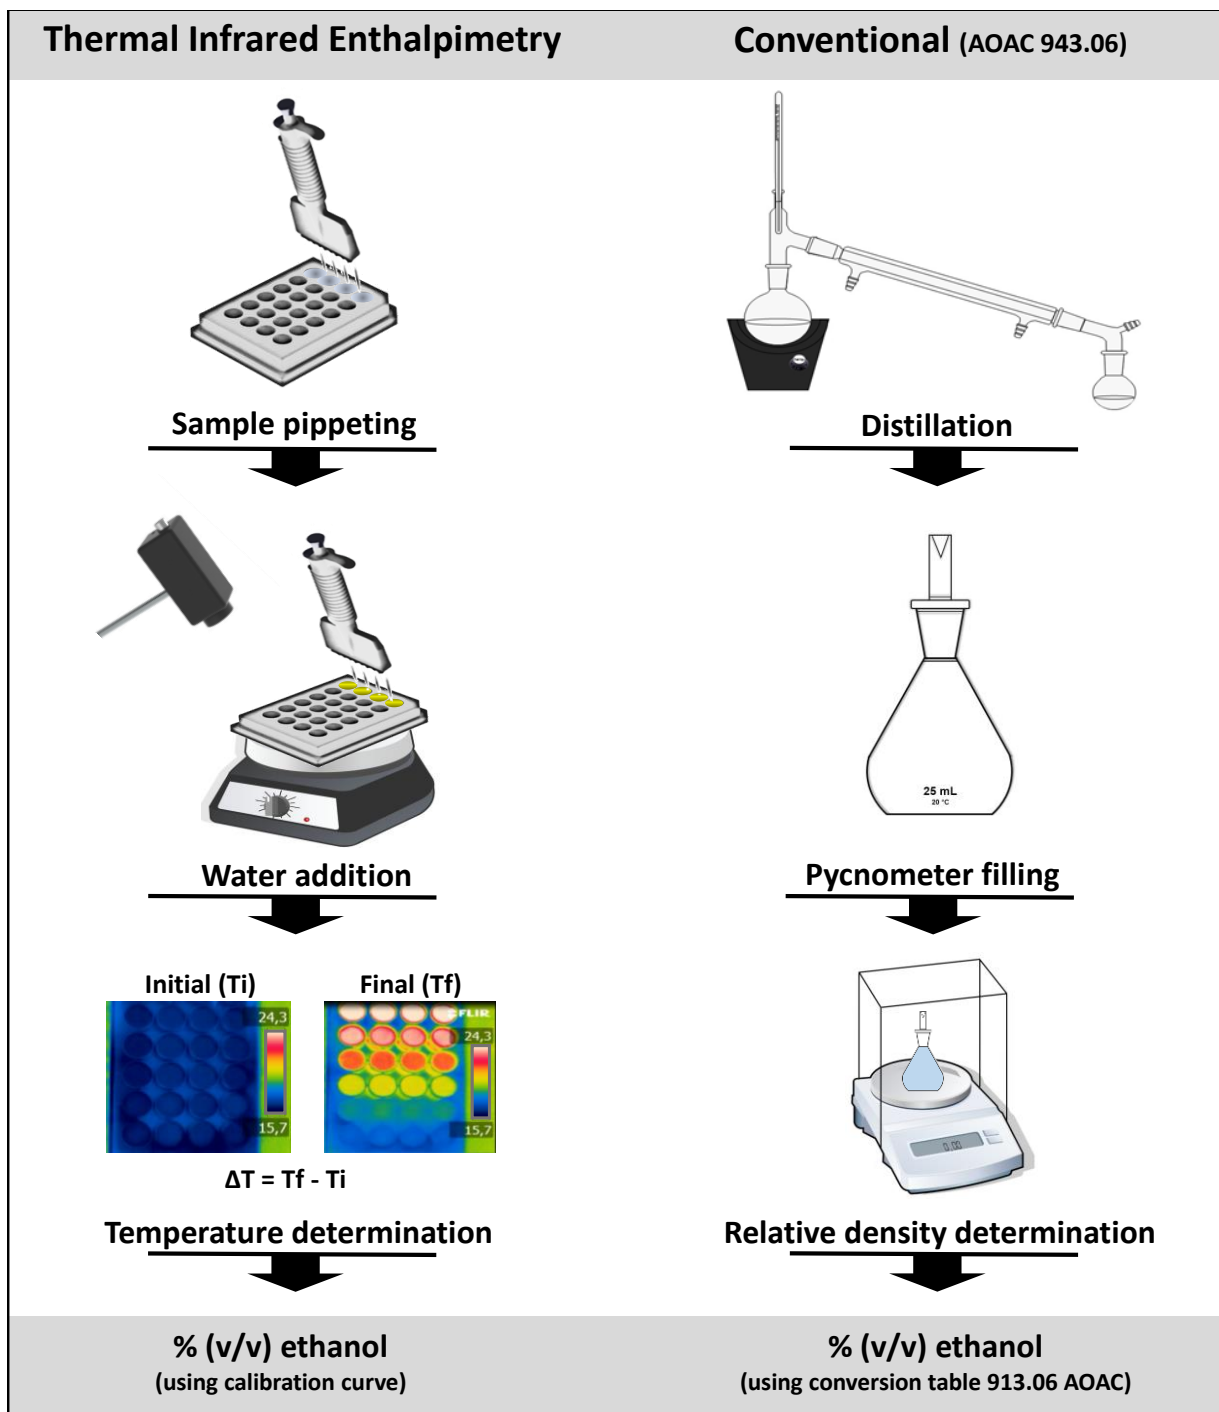 Thermal Infrared Enthalpimetry
Conventional (AOAC 943.06)
Sample pippeting
Distillation
25 mL
20 °C
Water addition
Pycnometer filling
Initial (Ti)
Final (Tf)
24,3
15,7
FLIR
24,3
15,7
0.00
ΔT = Tf - Ti
Temperature determination
Relative density determination
% (v/v) ethanol
(using calibration curve)
% (v/v) ethanol
(using conversion table 913.06 AOAC)